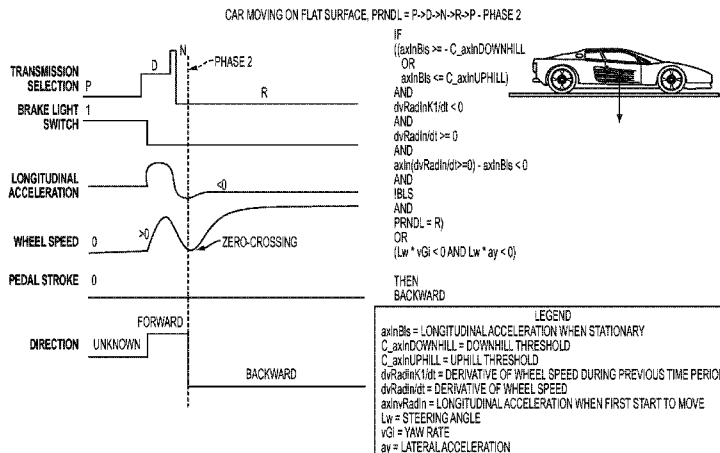 CAR MOVING ON FLAT SURFACE, PRNDL = P->D->N->R->P - PHASE 2
TRANSMISSION
SELECTION
P
D
N
PHASE 2
R
BRAKE LIGHT
SWITCH
1
LONGITUDINAL
ACCELERATION
<0
WHEEL SPEED
0
>0
ZERO-CROSSING
PEDAL STROKE
0
DIRECTION
UNKNOWN
FORWARD
BACKWARD
IF
((axInBls >= - C_axInDOWNHILL
OR
axInBls <= C_axInUPHILL)
AND
dvRadinK1/dt < 0
AND
dvRadin/dt >= 0
AND
axin(dvRadin/dt>=0) - axInBls < 0
AND
!BLS
AND
PRNDL = R)
OR
(Lw * vGi < 0 AND Lw * ay < 0)
THEN
BACKWARD
LEGEND
axInBls = LONGITUDINAL ACCELERATION WHEN STATIONARY
C_axInDOWNHILL = DOWNHILL THRESHOLD
C_axInUPHILL = UPHILL THRESHOLD
dvRadinK1/dt = DERIVATIVE OF WHEEL SPEED DURING PREVIOUS TIME PERIOD
dvRadin/dt = DERIVATIVE OF WHEEL SPEED
axInvRadin = LONGITUDINAL ACCELERATION WHEN FIRST START TO MOVE
Lw = STEERING ANGLE
vGi = YAW RATE
ay = LATERAL ACCELERATION